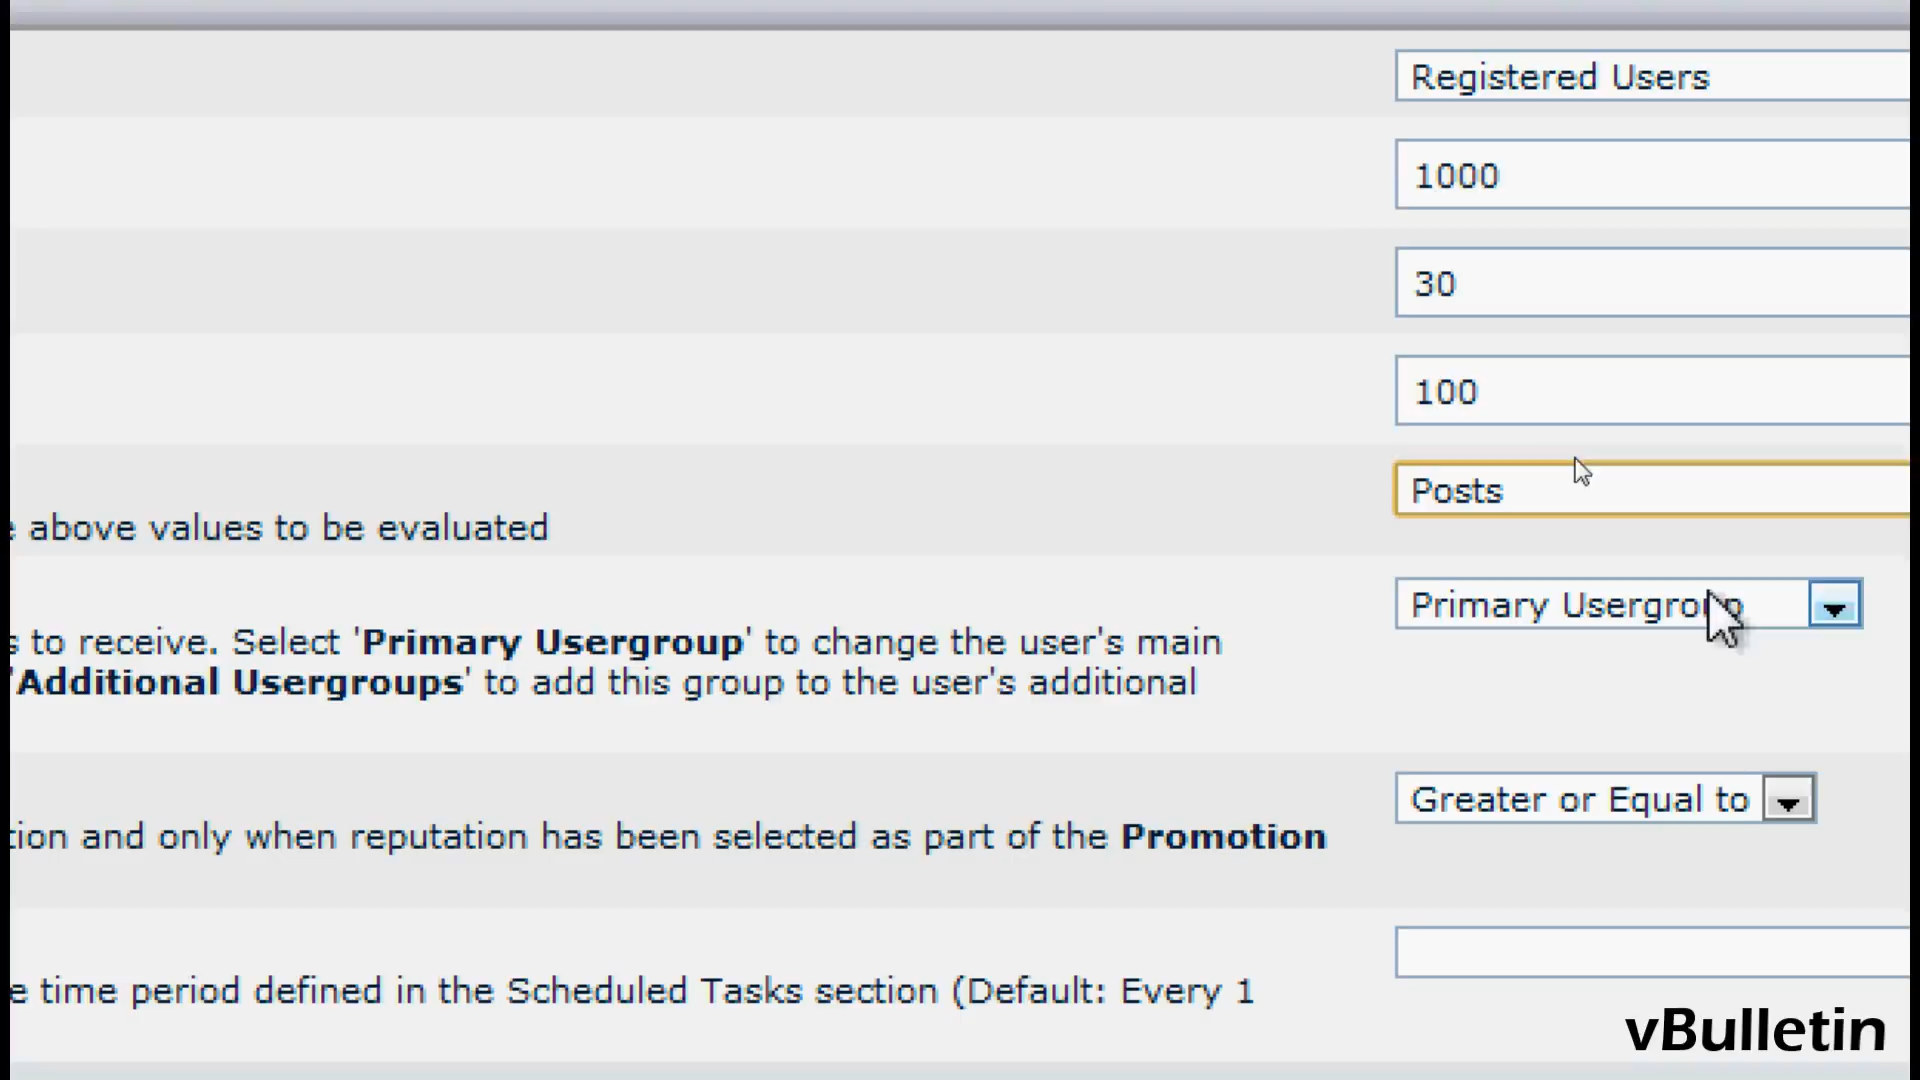 Registered Users
1000
30
100
Posts
above values to be evaluated
Primary Usergroup
to receive. Select 'Primary Usergroup' to change the user's main
'Additional Usergroups' to add this group to the user's additional
Greater or Equal to
and only when reputation has been selected as part of the Promotion
time period defined in the Scheduled Tasks section (Default: Every 1
vBulletin